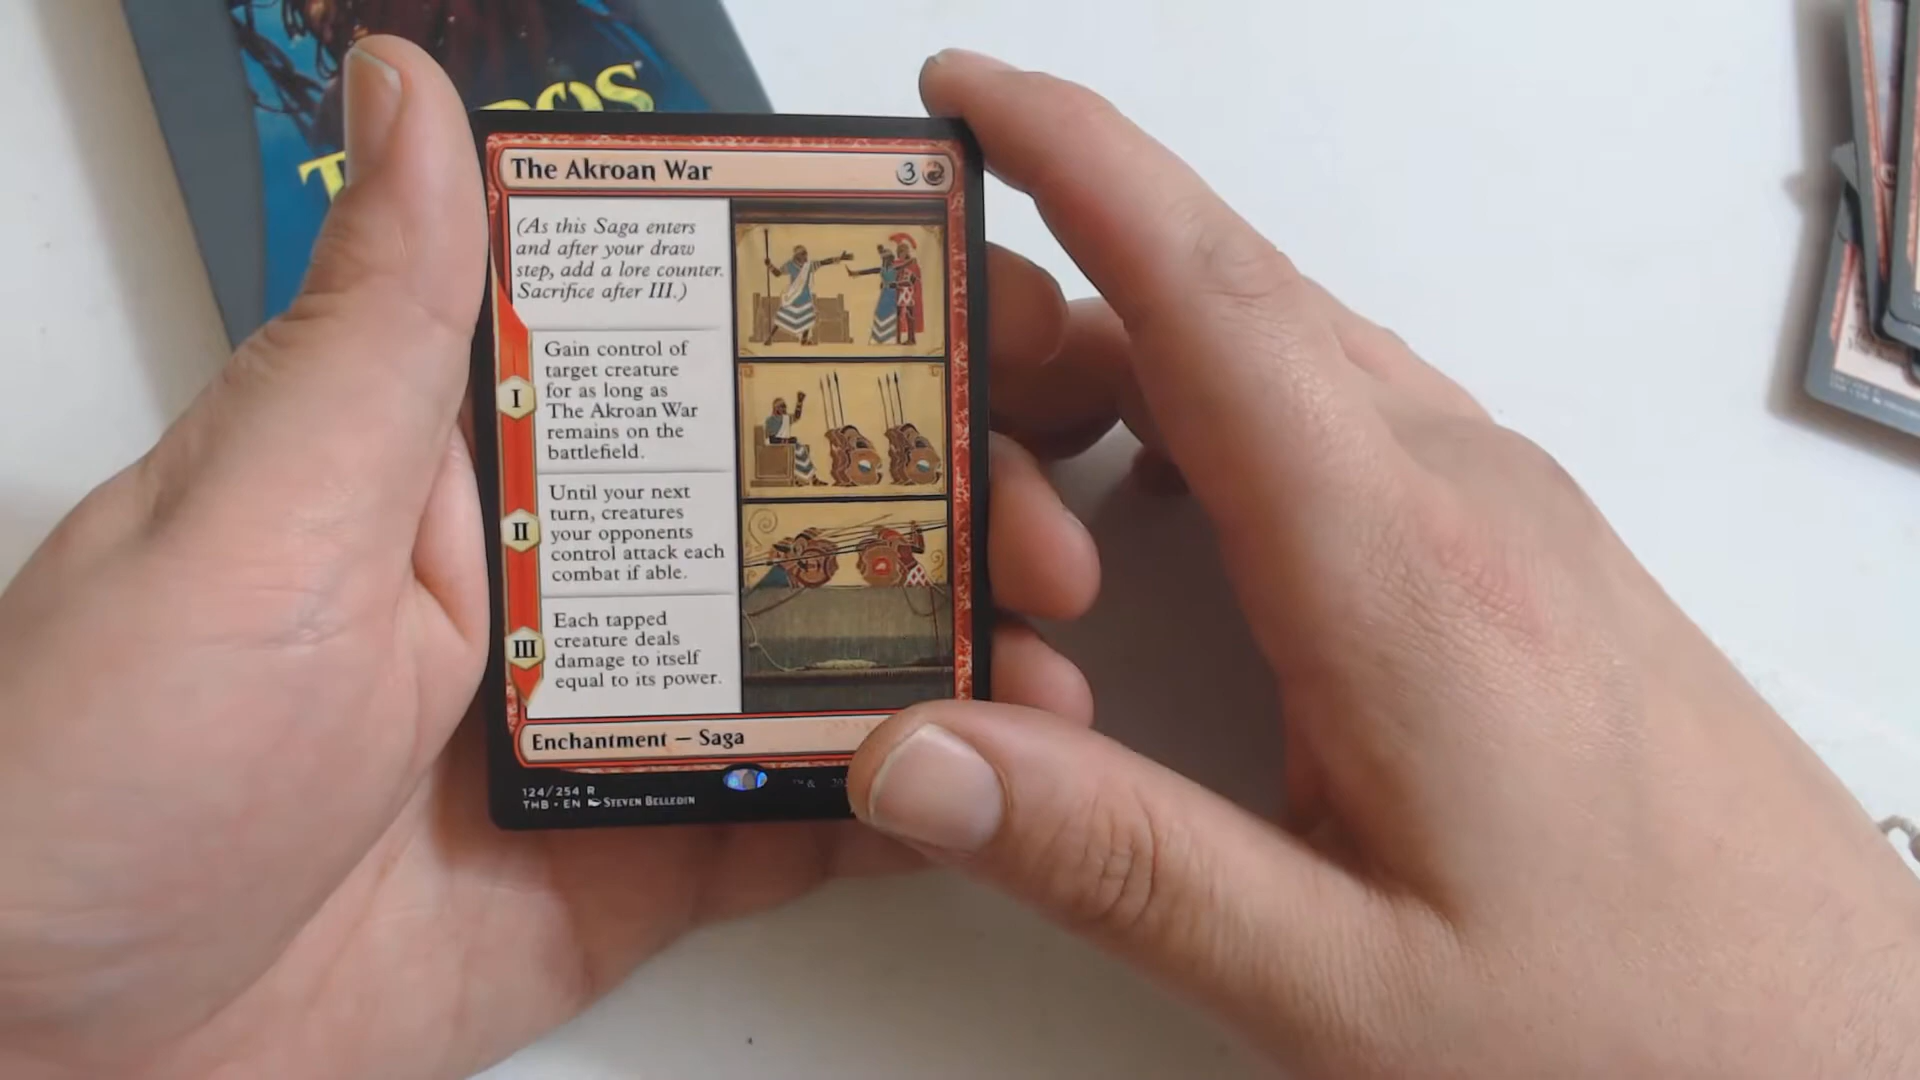 The Akroan War 3
(As this Saga enters
and after your draw
step, add a lore counter.
Sacrifice after III.)
I
Gain control of
target creature
for as long as
The Akroan War
remains on the
battlefield.
II
Until your next
turn, creatures
your opponents
control attack each
combat if able.
III
Each tapped
creature deals
damage to itself
equal to its power.
Enchantment — Saga
124/254 R
THB • EN Steven Belledin
™ &